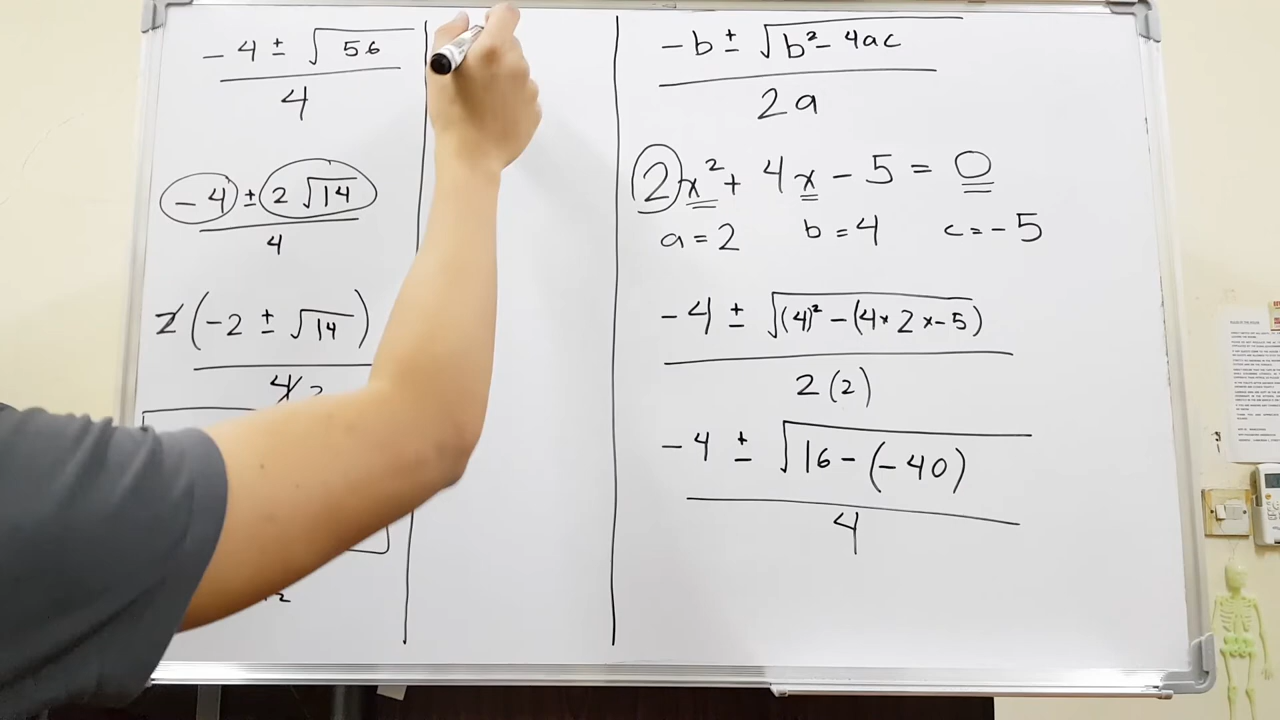 -4 ± √56
4
-4 ± 2√14
4
2(-2 ± √14)
4 2
-b ± √b² - 4ac
2a
2x² + 4x - 5 = 0
a = 2 b = 4 c = -5
-4 ± √(4)² - (4 × 2 × -5)
2(2)
-4 ± √16 - (-40)
4